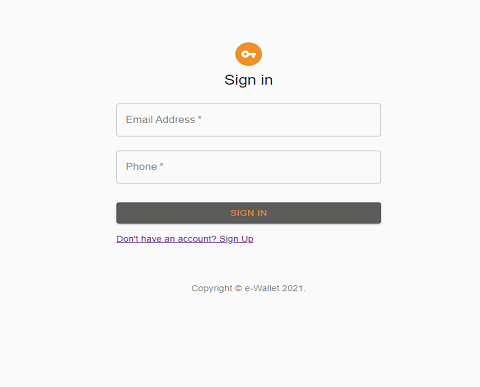 Sign in
Email Address *
Phone *
SIGN IN
Don't have an account? Sign Up
Copyright © e-Wallet 2021.